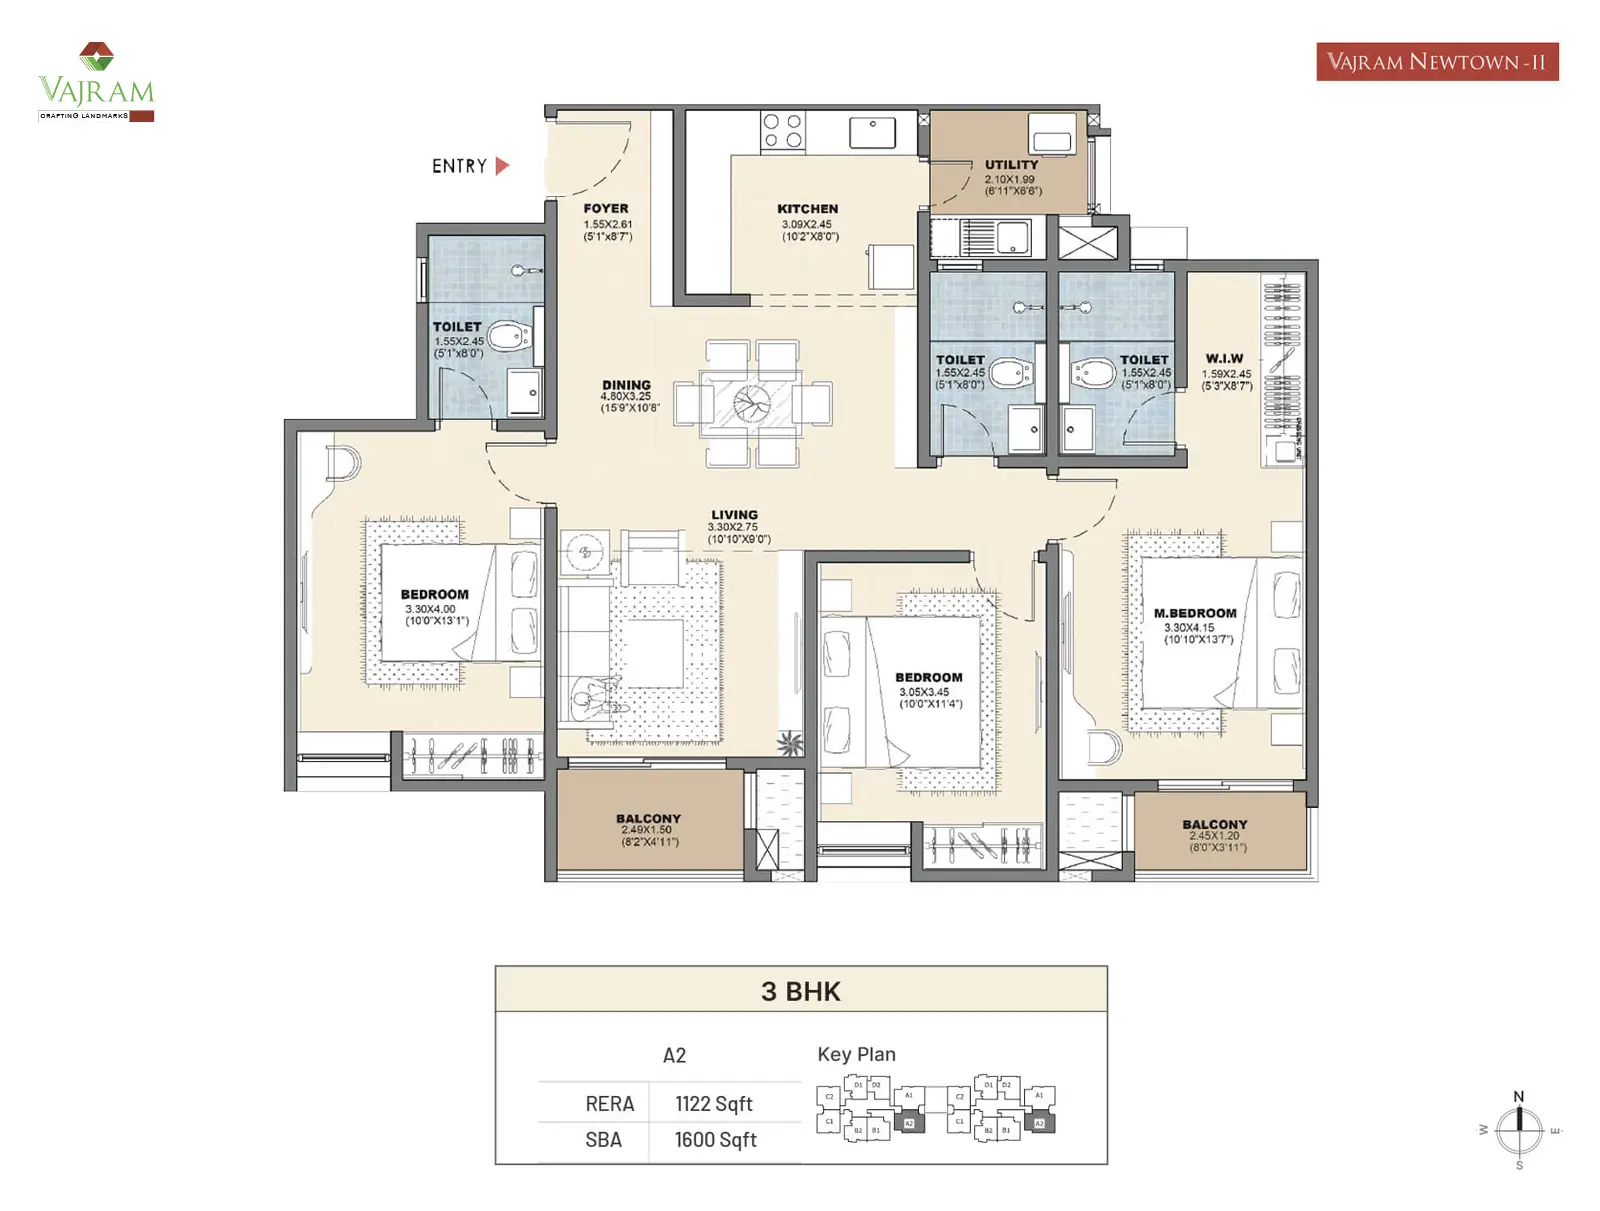 VAJRAM
CRAFTING LANDMARKS
VAJRAM NEWTOWN -II
ENTRY
FOYER
1.55X2.61
(5'1"x8'7")
KITCHEN
3.09X2.45
(10'2"X8'0")
UTILITY
2.10X1.99
(6'11"X6'6")
TOILET
1.55X2.45
(5'1"x8'0")
DINING
4.80X3.25
(15'9"X10'8"
TOILET
1.55X2.45
(5'1"x8'0")
TOILET
1.55X2.45
(5'1"x8'0")
W.I.W
1.59X2.45
(5'3"X8'7")
LIVING
3.30X2.75
(10'10"X9'0")
BEDROOM
3.30X4.00
(10'0"X13'1")
BEDROOM
3.05X3.45
(10'0"X11'4")
M.BEDROOM
3.30X4.15
(10'10"X13'7")
BALCONY
2.49X1.50
(8'2"X4'11")
BALCONY
2.45X1.20
(8'0"X3'11")
3 BHK
A2
RERA 1122 Sqft
SBA 1600 Sqft
Key Plan
D1 D2 D1 D2
C2 A1 C2 A1
C1 B2 B1 A2 C1 B2 B1 A2
N
W E
S